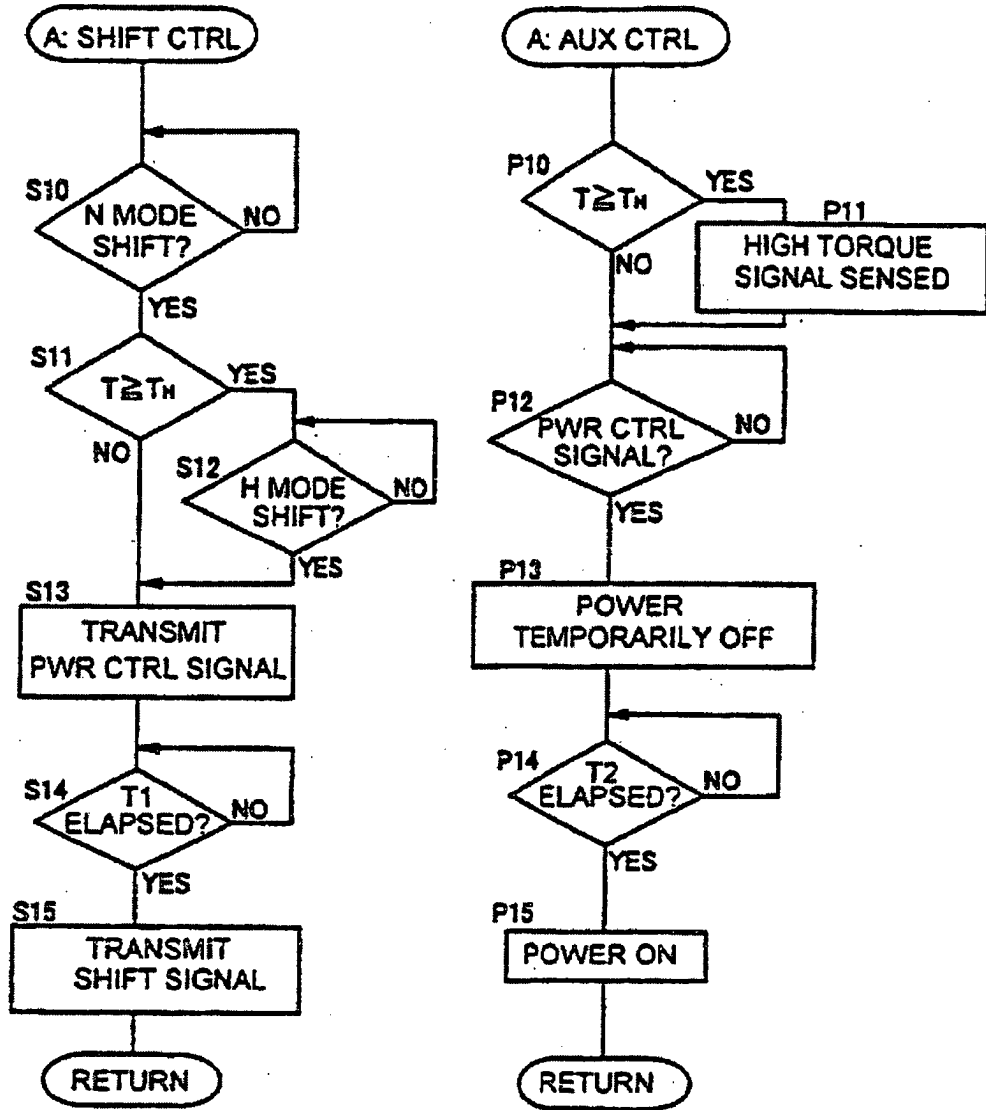 A: SHIFT CTRL
S10
N MODE
SHIFT?
NO
YES
S11
T≧TH
YES
NO
S12
H MODE
SHIFT?
NO
YES
S13
TRANSMIT
PWR CTRL SIGNAL
S14
T1
ELAPSED?
NO
YES
S15
TRANSMIT
SHIFT SIGNAL
RETURN
A: AUX CTRL
P10
T≧TH
YES
NO
P11
HIGH TORQUE
SIGNAL SENSED
P12
PWR CTRL
SIGNAL?
NO
YES
P13
POWER
TEMPORARILY OFF
P14
T2
ELAPSED?
NO
YES
P15
POWER ON
RETURN